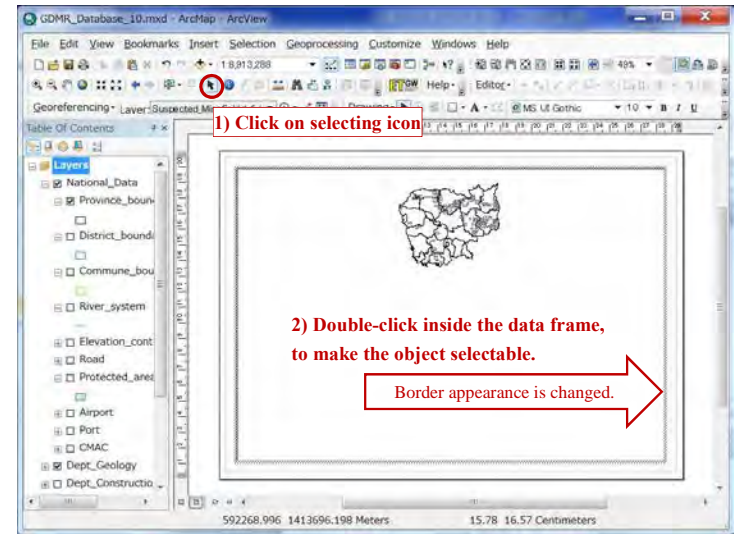 GDMR_Database_10.mxd - ArcMap - ArcView
File Edit View Bookmarks Insert Selection Geoprocessing Customize Windows Help
1:8,913,288 49%
Help Editor
Georeferencing Layer: Drawing A MS UI Gothic 10 B I U
1) Click on selecting icon
Table Of Contents
Layers
National_Data
Province_boun
District_bound
Commune_bou
River_system
Elevation_cont
Road
Protected_area
Airport
Port
CMAC
Dept_Geology
Dept_Constructio
2) Double-click inside the data frame,
to make the object selectable.
Border appearance is changed.
592268.996 1413696.198 Meters 15.78 16.57 Centimeters